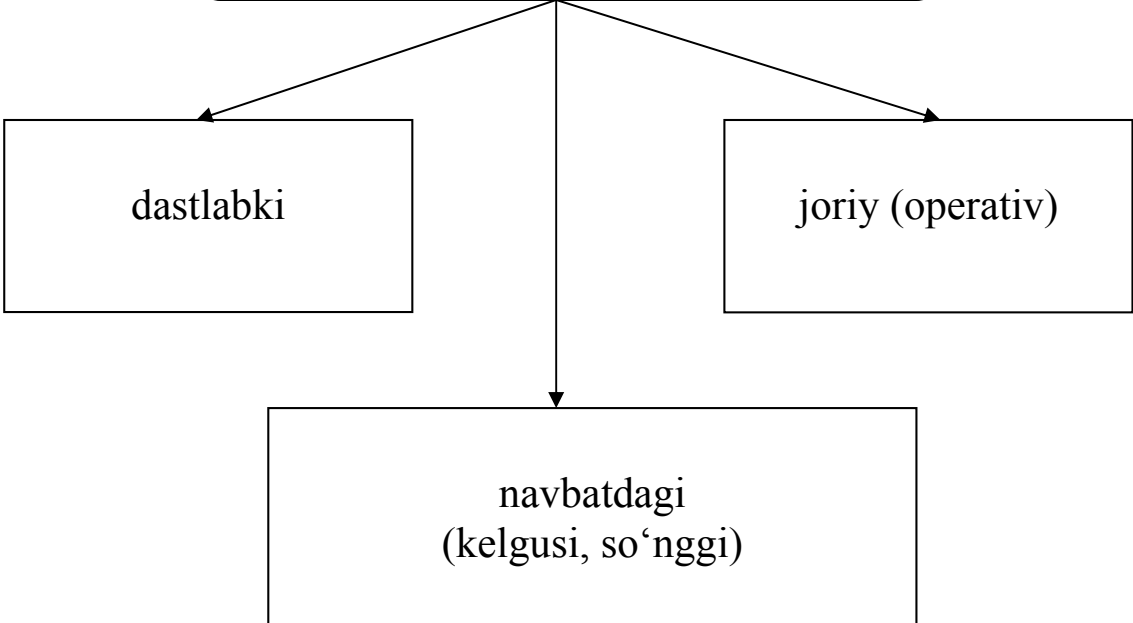 dastlabki
joriy (operativ)
navbatdagi
(kelgusi, so‘nggi)